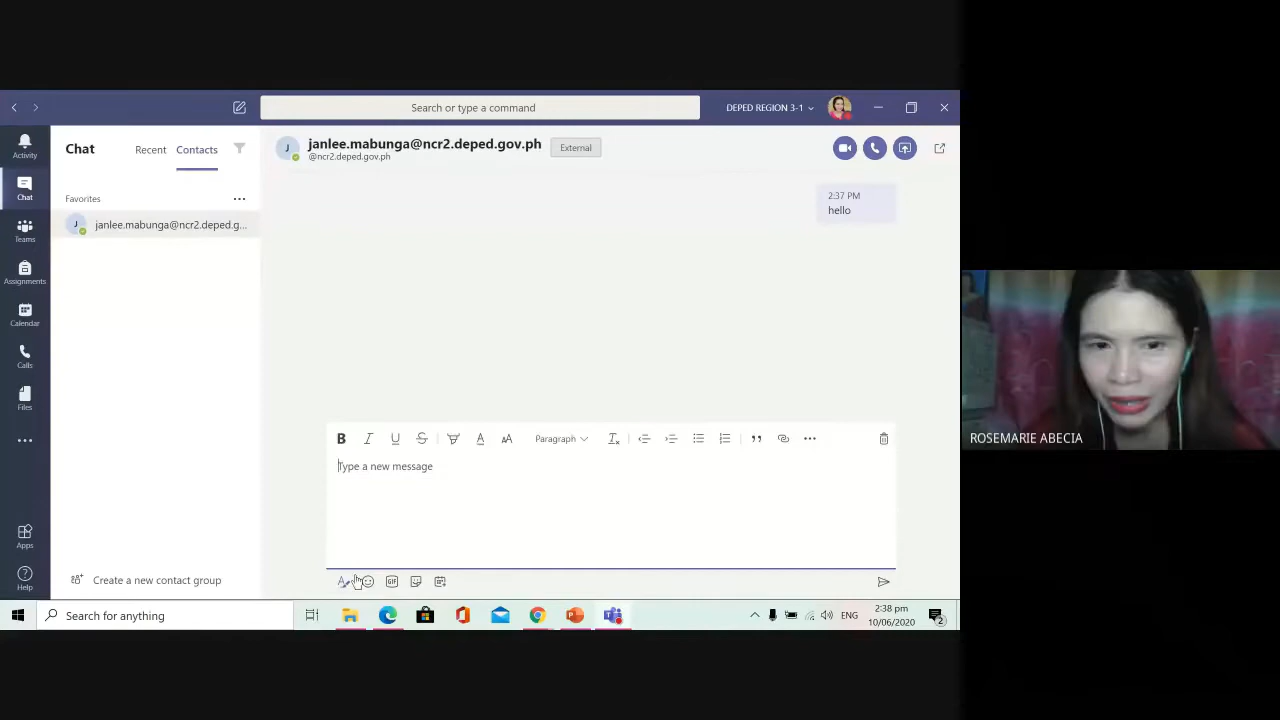 Search or type a command
DEPED REGION 3-1
Activity
Chat
Teams
Assignments
Calendar
Calls
Files
Apps
Help
Chat
Recent
Contacts
Favorites
janlee.mabunga@ncr2.deped.g...
Create a new contact group
J
janlee.mabunga@ncr2.deped.gov.ph
External
@ncr2.deped.gov.ph
2:37 PM
hello
B I U S A AA Paragraph
Type a new message
GIF
ROSEMARIE ABECIA
Search for anything
ENG
2:38 pm
10/06/2020
2